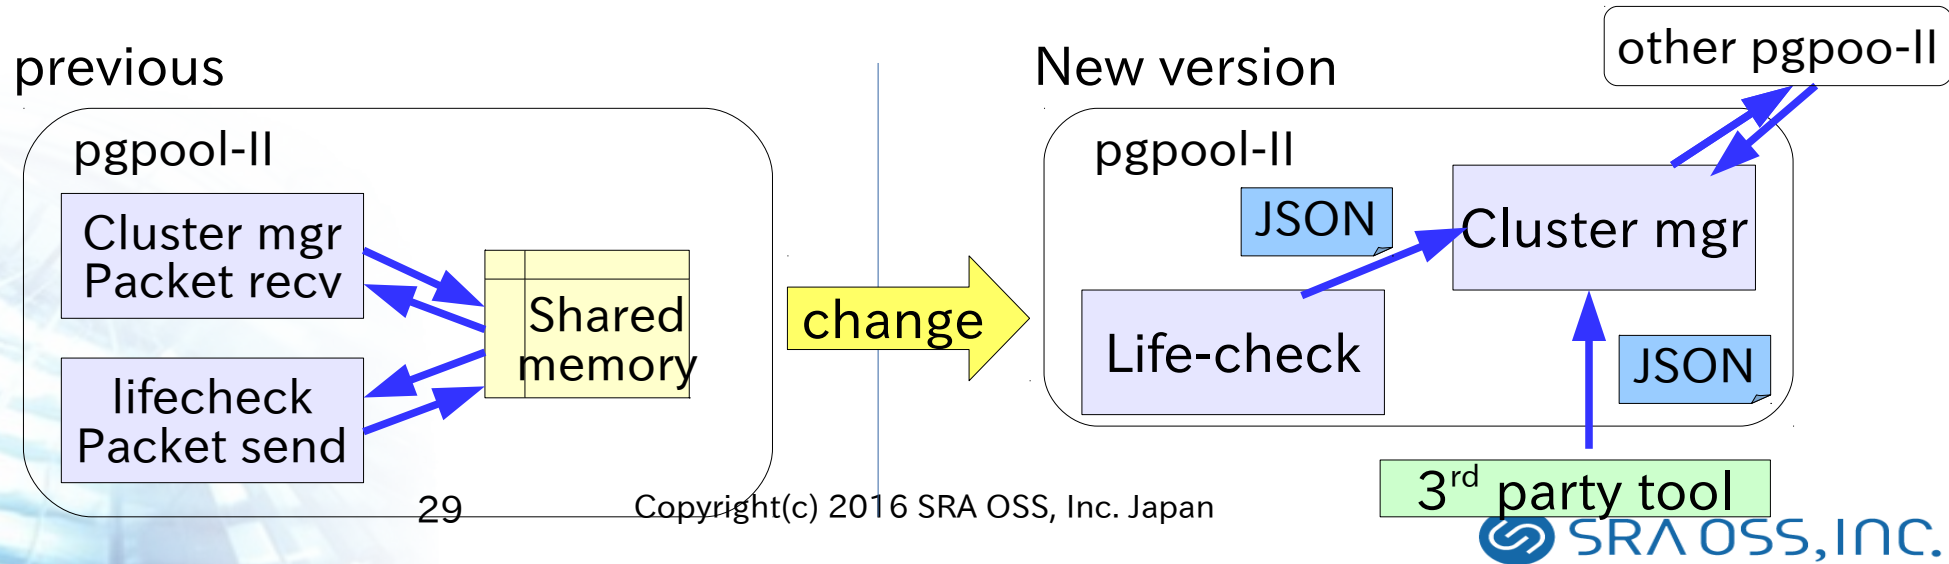 previous
pgpool-II
Cluster mgr
Packet recv
lifecheck
Packet send
Shared
memory
change
New version
other pgpoo-II
pgpool-II
JSON
Cluster mgr
Life-check
JSON
3rd party tool
29
Copyright(c) 2016 SRA OSS, Inc. Japan
SRA OSS, INC.